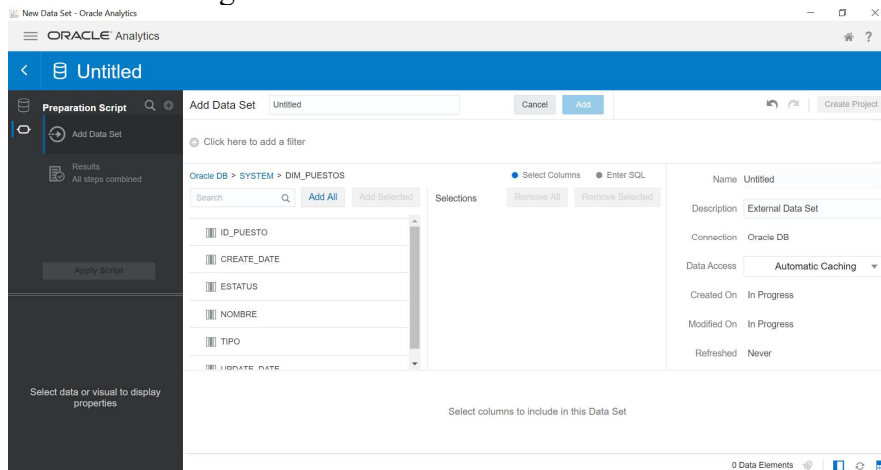 New Data Set - Oracle Analytics
ORACLE Analytics
?
Untitled
Preparation Script
Add Data Set
Results
All steps combined
Apply Script
Select data or visual to display
properties
Add Data Set Untitled Cancel Add Create Project
Click here to add a filter
Oracle DB > SYSTEM > DIM_PUESTOS Select Columns Enter SQL
Search Add All Add Selected Selections Remove All Remove Selected
ID_PUESTO
CREATE_DATE
ESTATUS
NOMBRE
TIPO
UPDATE_DATE
Name Untitled
Description External Data Set
Connection Oracle DB
Data Access Automatic Caching
Created On In Progress
Modified On In Progress
Refreshed Never
Select columns to include in this Data Set
0 Data Elements